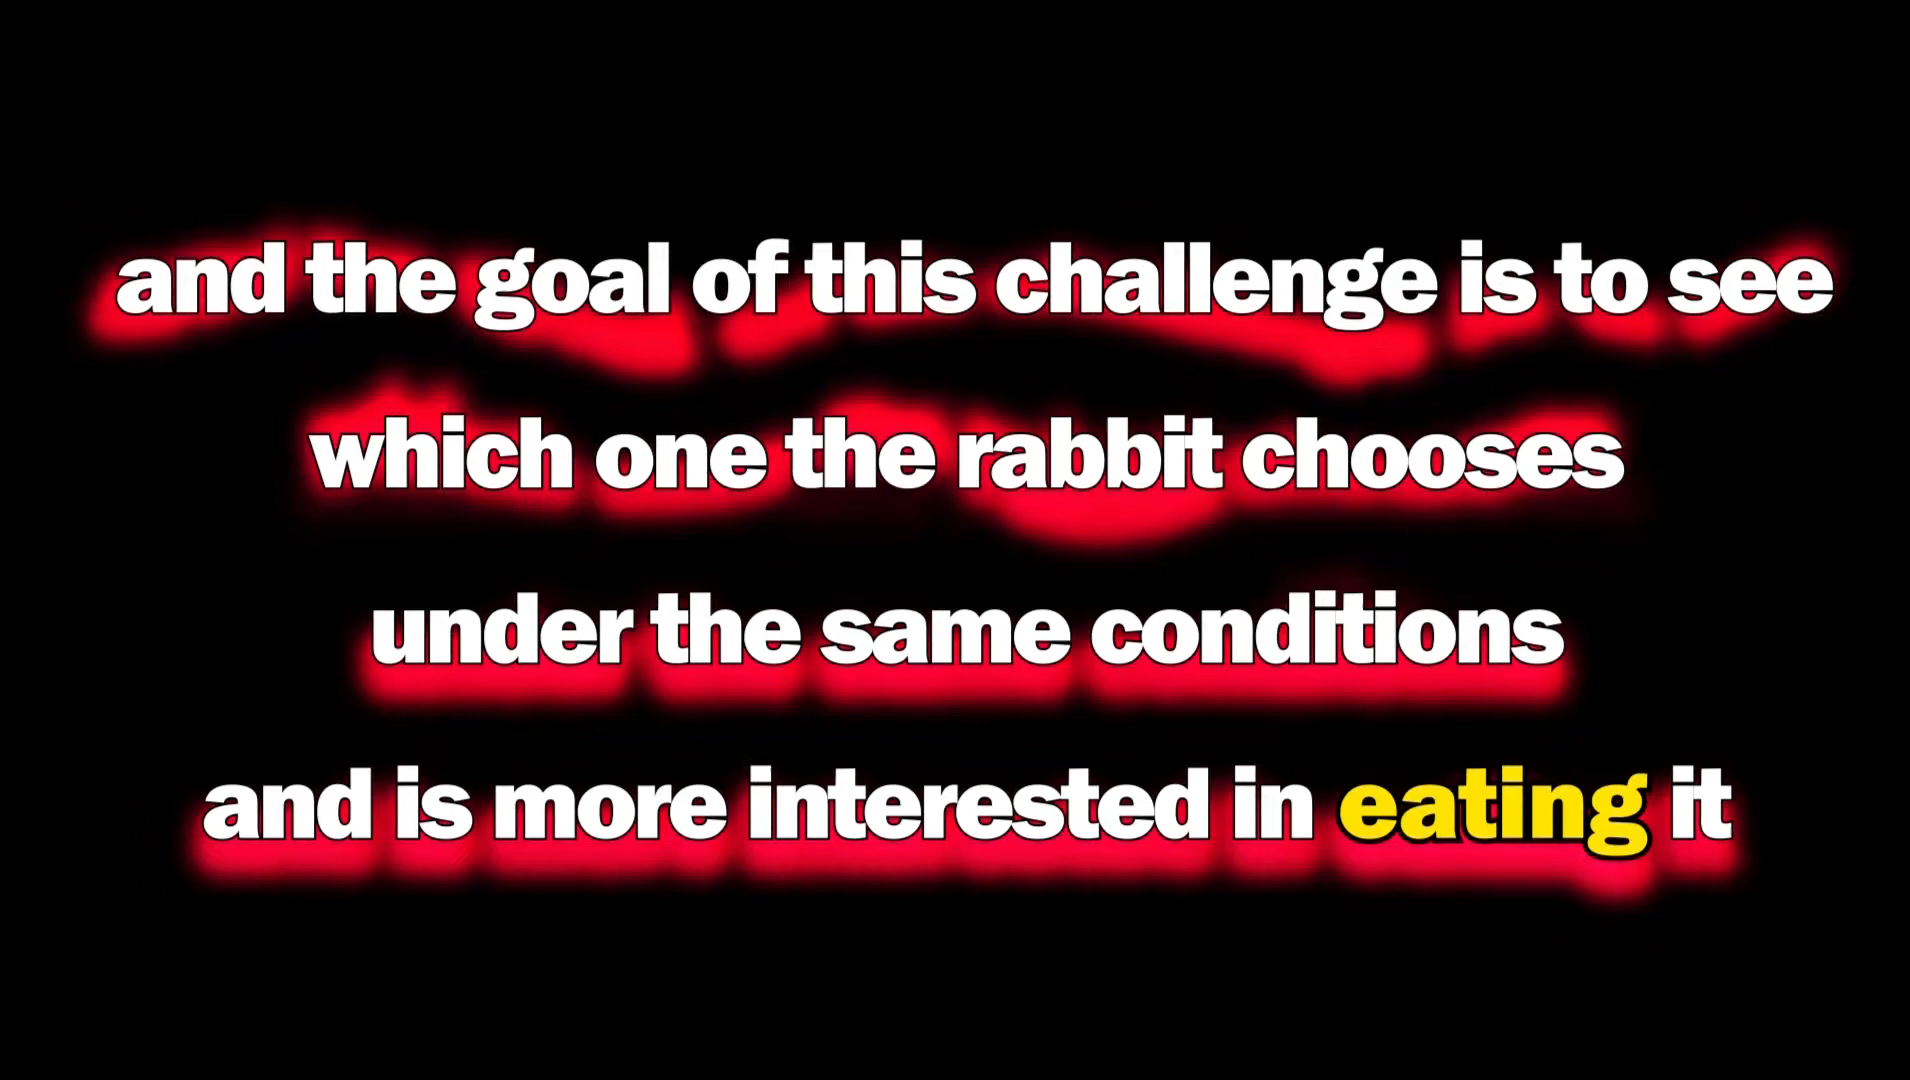 and the goal of this challenge is to see
which one the rabbit chooses
under the same conditions
and is more interested in eating it